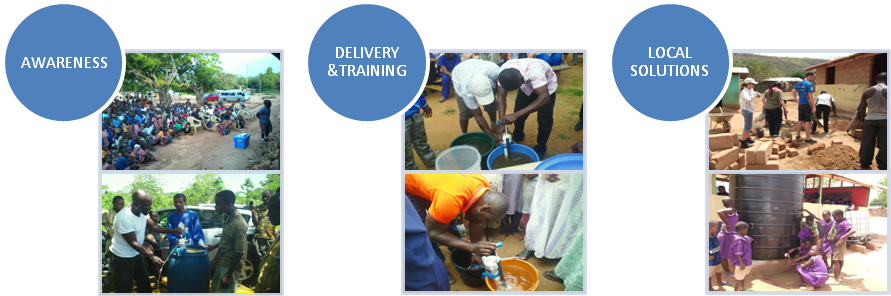 AWARENESS
DELIVERY
&TRAINING
LOCAL
SOLUTIONS